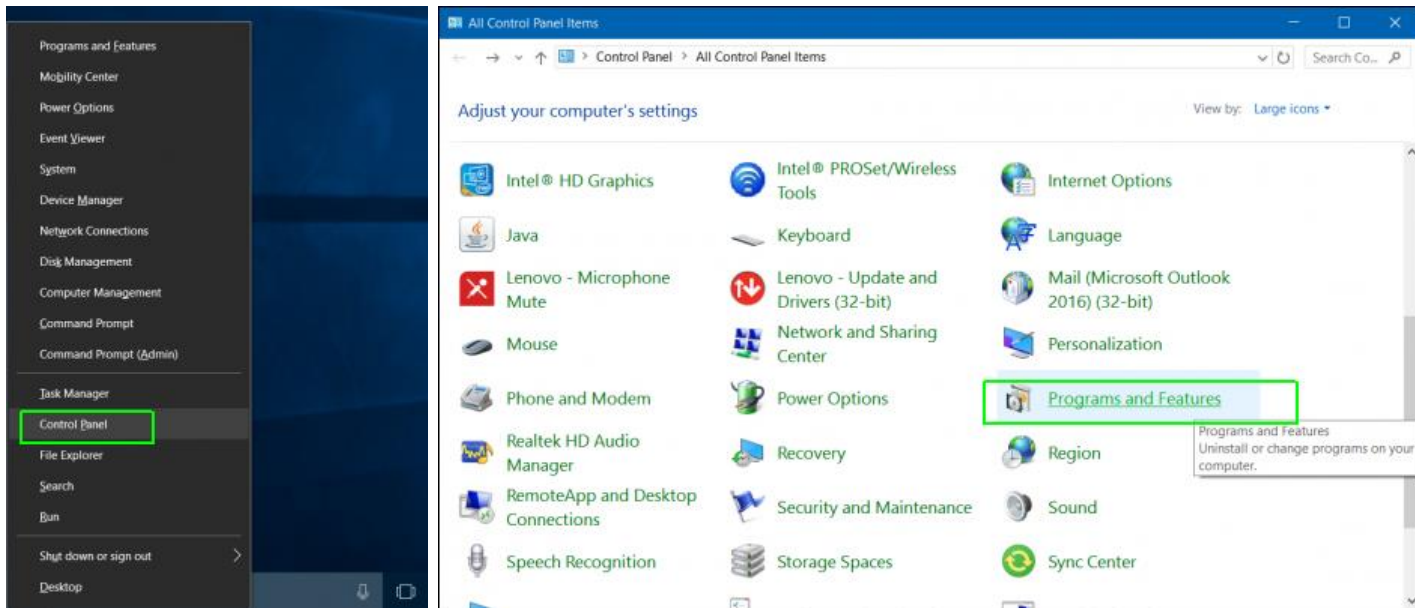 Programs and Features
Mobility Center
Power Options
Event Viewer
System
Device Manager
Network Connections
Disk Management
Computer Management
Command Prompt
Command Prompt (Admin)
Task Manager
Control Panel
File Explorer
Search
Run
Shut down or sign out
Desktop
All Control Panel Items
Control Panel > All Control Panel Items
Search Co...
Adjust your computer's settings
View by: Large icons
Intel® HD Graphics
Intel® PROSet/Wireless
Tools
Internet Options
Java
Keyboard
Language
Lenovo - Microphone
Mute
Lenovo - Update and
Drivers (32-bit)
Mail (Microsoft Outlook
2016) (32-bit)
Mouse
Network and Sharing
Center
Personalization
Phone and Modem
Power Options
Programs and Features
Programs and Features
Uninstall or change programs on your
computer.
Realtek HD Audio
Manager
Recovery
Region
RemoteApp and Desktop
Connections
Security and Maintenance
Sound
Speech Recognition
Storage Spaces
Sync Center